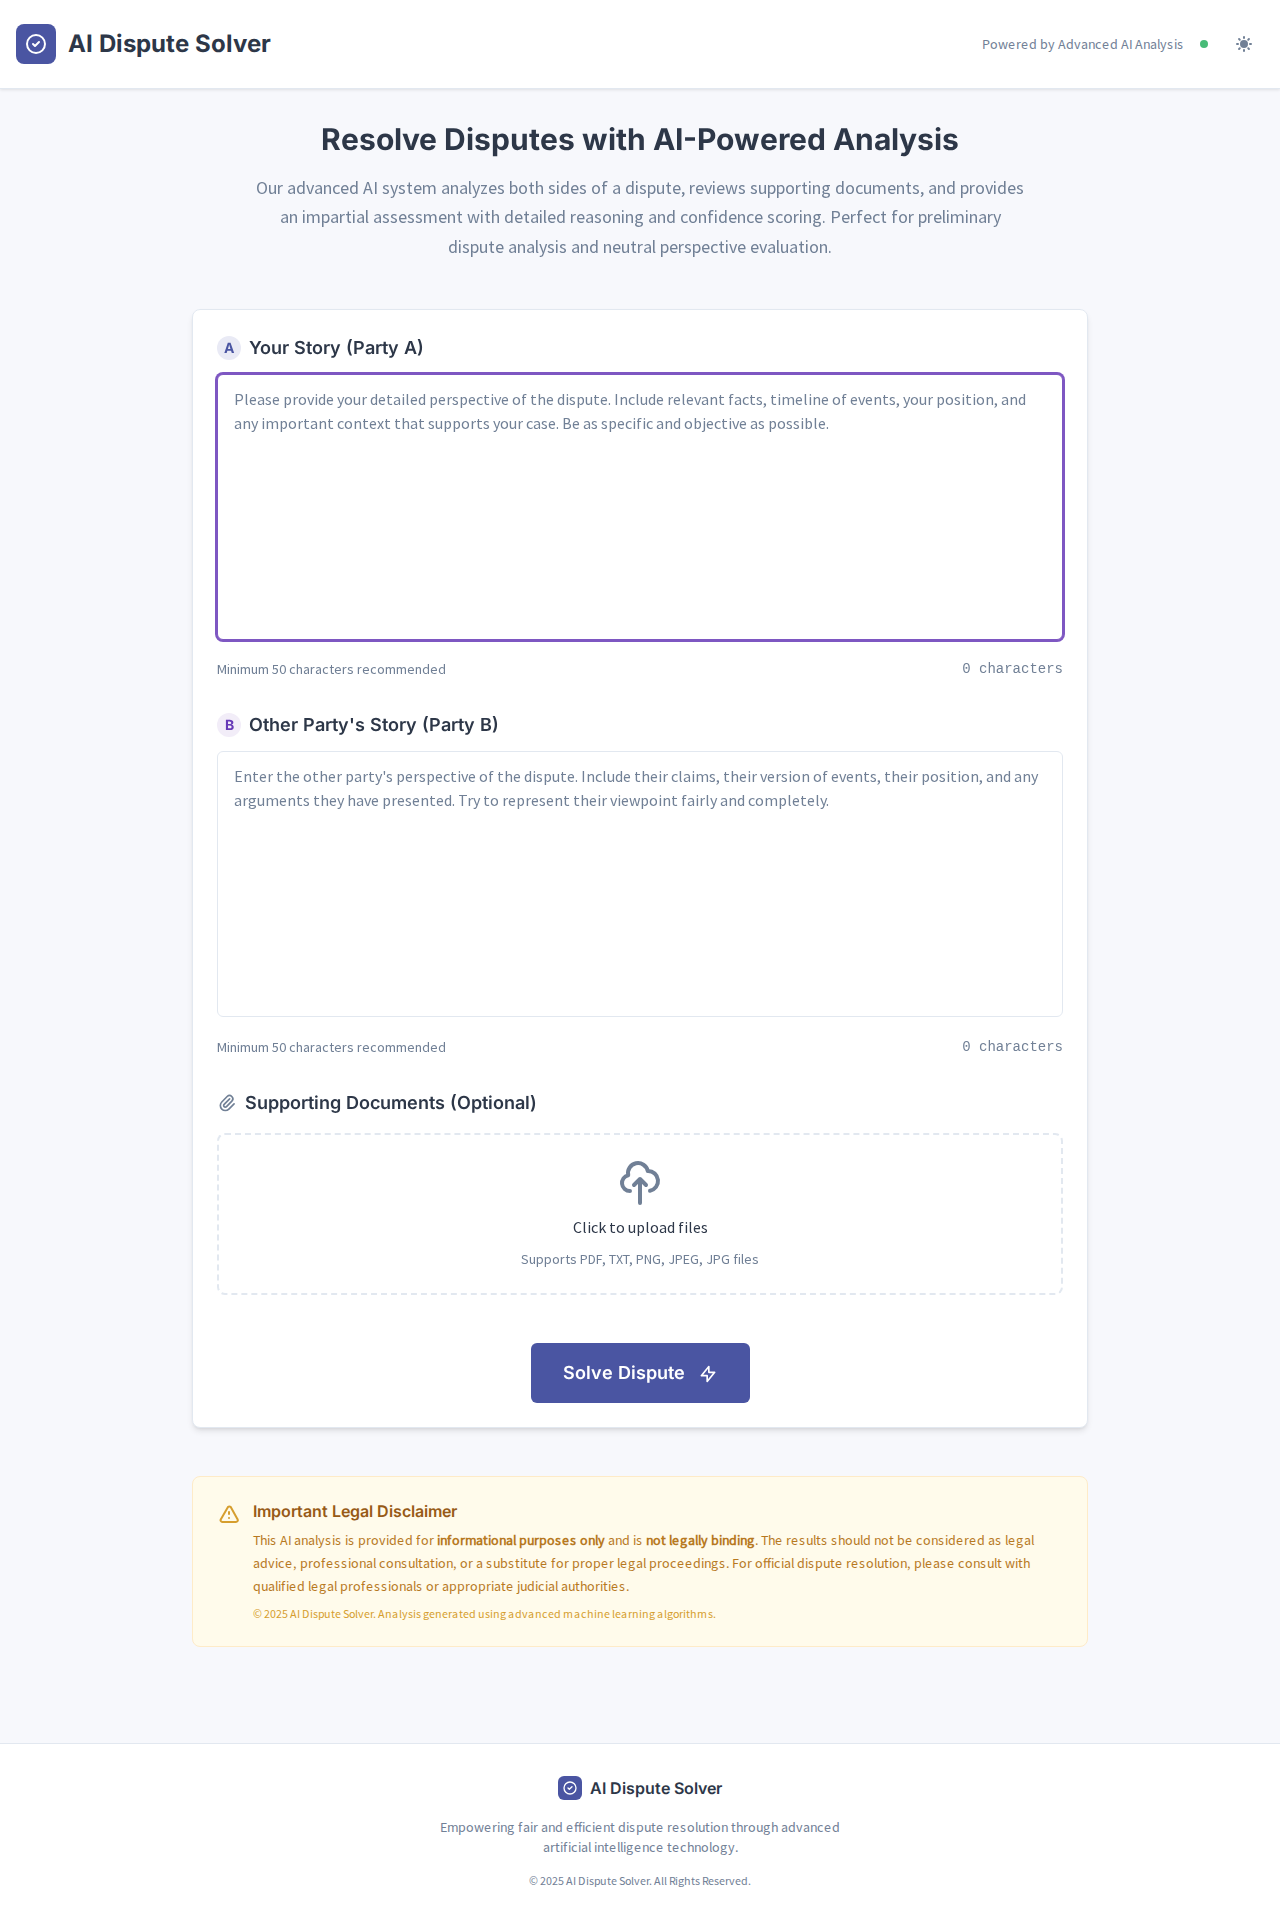 AI Dispute Solver
Powered by Advanced AI Analysis
Resolve Disputes with AI-Powered Analysis
Our advanced AI system analyzes both sides of a dispute, reviews supporting documents, and provides
an impartial assessment with detailed reasoning and confidence scoring. Perfect for preliminary
dispute analysis and neutral perspective evaluation.
A Your Story (Party A)
Please provide your detailed perspective of the dispute. Include relevant facts, timeline of events, your position, and
any important context that supports your case. Be as specific and objective as possible.
Minimum 50 characters recommended
0 characters
B Other Party's Story (Party B)
Enter the other party's perspective of the dispute. Include their claims, their version of events, their position, and any
arguments they have presented. Try to represent their viewpoint fairly and completely.
Minimum 50 characters recommended
0 characters
Supporting Documents (Optional)
Click to upload files
Supports PDF, TXT, PNG, JPEG, JPG files
Solve Dispute
Important Legal Disclaimer
This AI analysis is provided for informational purposes only and is not legally binding. The results should not be considered as legal
advice, professional consultation, or a substitute for proper legal proceedings. For official dispute resolution, please consult with
qualified legal professionals or appropriate judicial authorities.
© 2025 AI Dispute Solver. Analysis generated using advanced machine learning algorithms.
AI Dispute Solver
Empowering fair and efficient dispute resolution through advanced
artificial intelligence technology.
© 2025 AI Dispute Solver. All Rights Reserved.